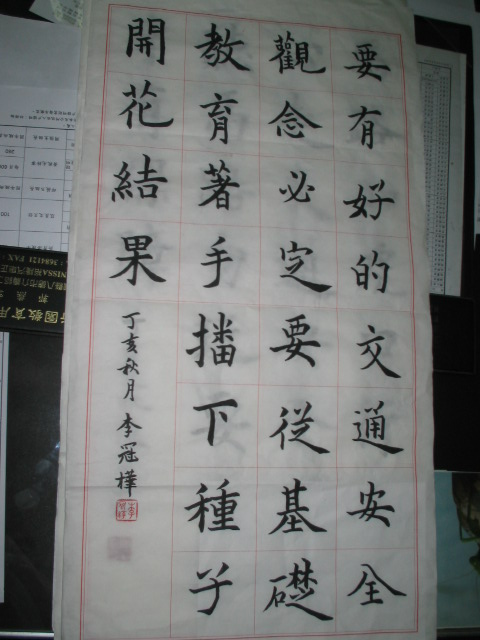 要有好的交通安全
觀念必定要從基礎
教育著手播下種子
開花結果
丁亥秋月 李冠樺